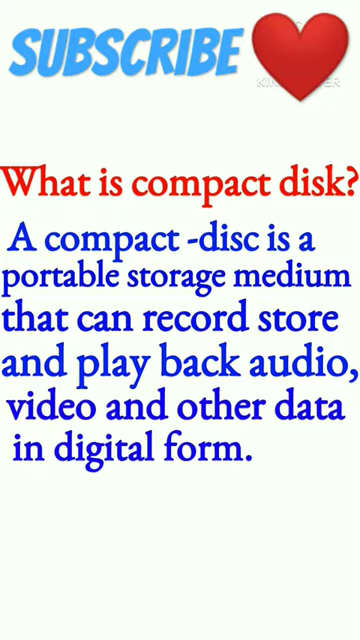 SUBSCRIBE
What is compact disk?
A compact -disc is a
portable storage medium
that can record store
and play back audio,
video and other data
in digital form.